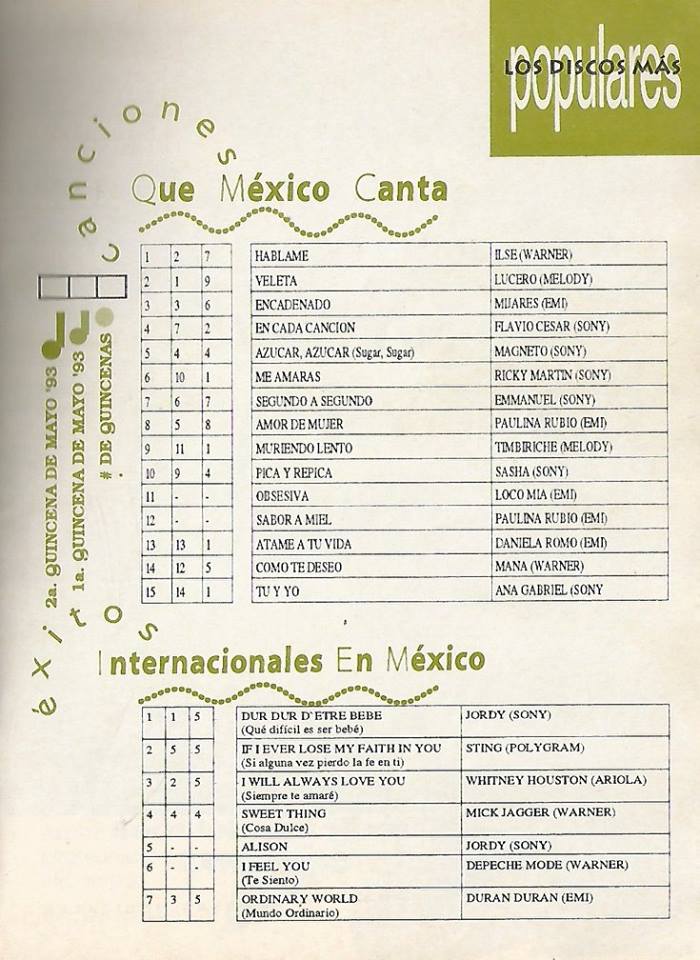 LOS DISCOS MÁS
populares
canciones
Que México Canta
2a. QUINCENA DE MAYO '93
1a. QUINCENA DE MAYO '93
# DE QUINCENAS
1 2 7 HABLAME ILSE (WARNER)
2 1 9 VELETA LUCERO (MELODY)
3 3 6 ENCADENADO MIJARES (EMI)
4 7 2 EN CADA CANCION FLAVIO CESAR (SONY)
5 4 4 AZUCAR, AZUCAR (Sugar, Sugar) MAGNETO (SONY)
6 10 1 ME AMARAS RICKY MARTIN (SONY)
7 6 7 SEGUNDO A SEGUNDO EMMANUEL (SONY)
8 5 8 AMOR DE MUJER PAULINA RUBIO (EMI)
9 11 1 MURIENDO LENTO TIMBIRICHE (MELODY)
10 9 4 PICA Y REPICA SASHA (SONY)
11 - - OBSESIVA LOCO MIA (EMI)
12 - - SABOR A MIEL PAULINA RUBIO (EMI)
13 13 1 ATAME A TU VIDA DANIELA ROMO (EMI)
14 12 5 COMO TE DESEO MANA (WARNER)
15 14 1 TU Y YO ANA GABRIEL (SONY
éxitos
Internacionales En México
1 1 5 DUR DUR D`ETRE BEBE JORDY (SONY)
(Qué difícil es ser bebé)
2 5 5 IF I EVER LOSE MY FAITH IN YOU STING (POLYGRAM)
(Si alguna vez pierdo la fe en ti)
3 2 5 I WILL ALWAYS LOVE YOU WHITNEY HOUSTON (ARIOLA)
(Siempre te amaré)
4 4 4 SWEET THING MICK JAGGER (WARNER)
(Cosa Dulce)
5 - - ALISON JORDY (SONY)
6 - - I FEEL YOU DEPECHE MODE (WARNER)
(Te Siento)
7 3 5 ORDINARY WORLD DURAN DURAN (EMI)
(Mundo Ordinario)